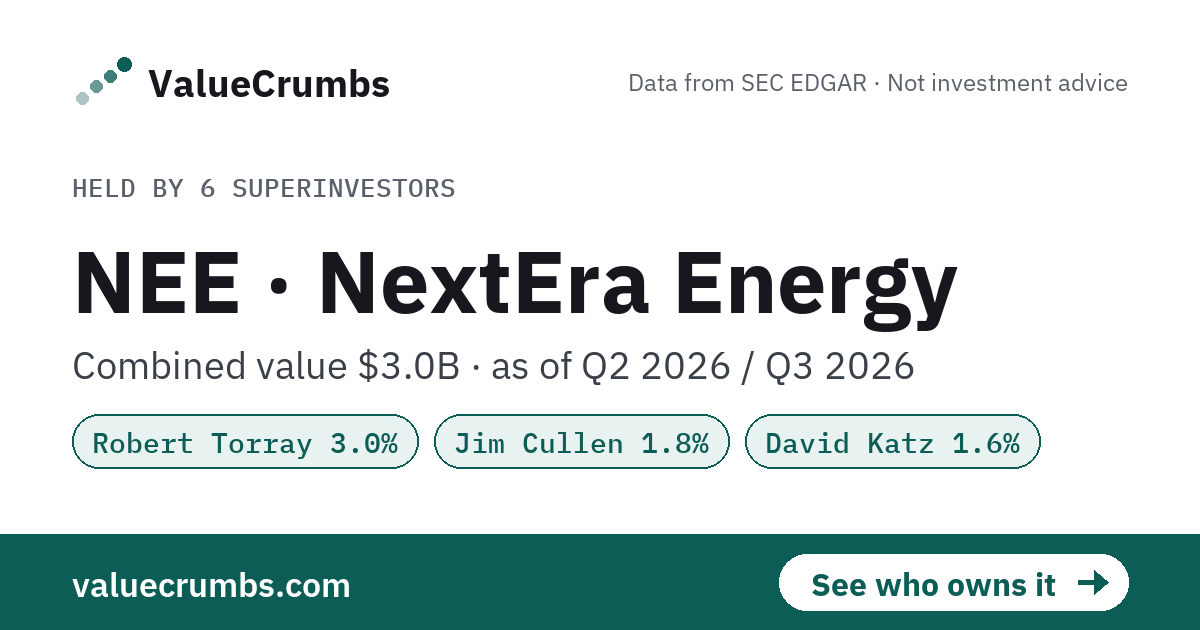 ValueCrumbs
Data from SEC EDGAR · Not investment advice
HELD BY 6 SUPERINVESTORS
NEE · NextEra Energy
Combined value $3.0B · as of Q2 2026 / Q3 2026
Robert Torray 3.0% Jim Cullen 1.8% David Katz 1.6%
valuecrumbs.com
See who owns it →